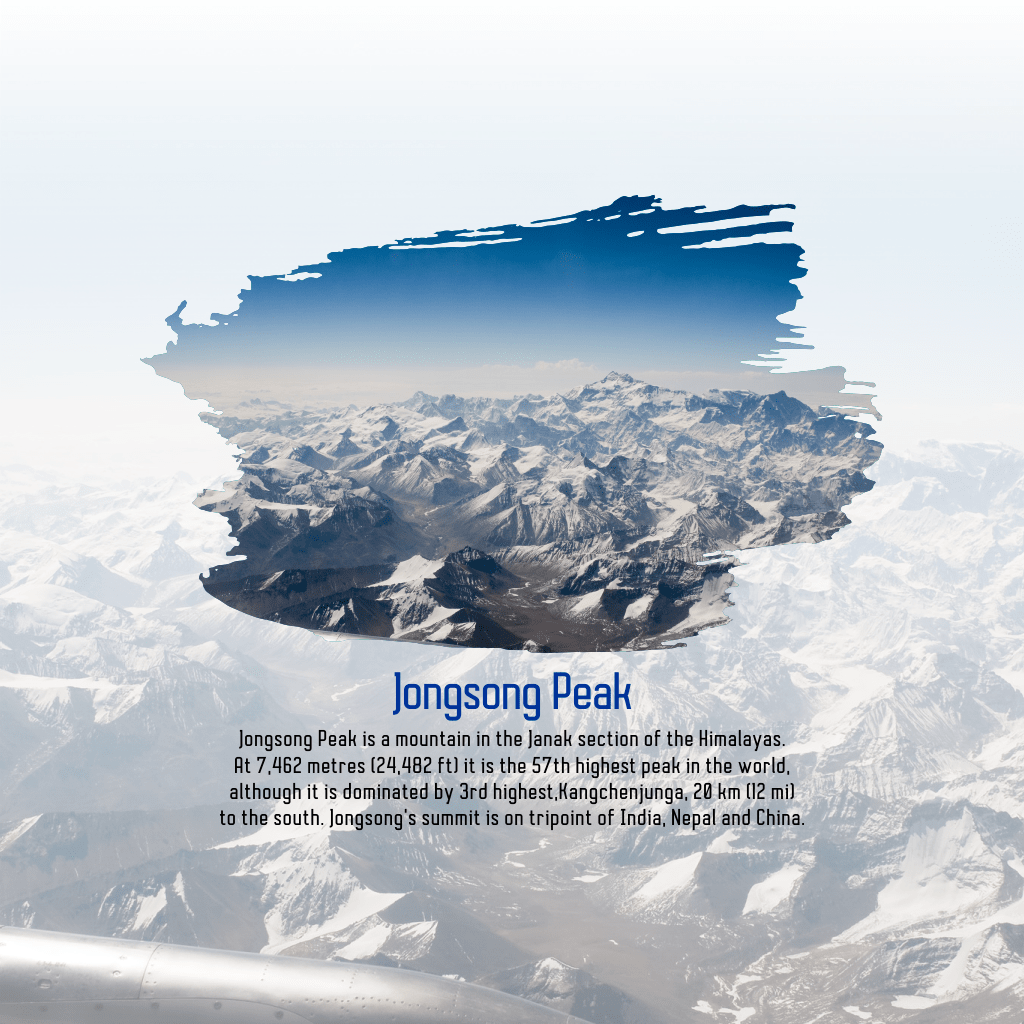 Jongsong Peak
Jongsong Peak is a mountain in the Janak section of the Himalayas.
At 7,462 metres (24,482 ft) it is the 57th highest peak in the world,
although it is dominated by 3rd highest,Kangchenjunga, 20 km (12 mi)
to the south. Jongsong's summit is on tripoint of India, Nepal and China.